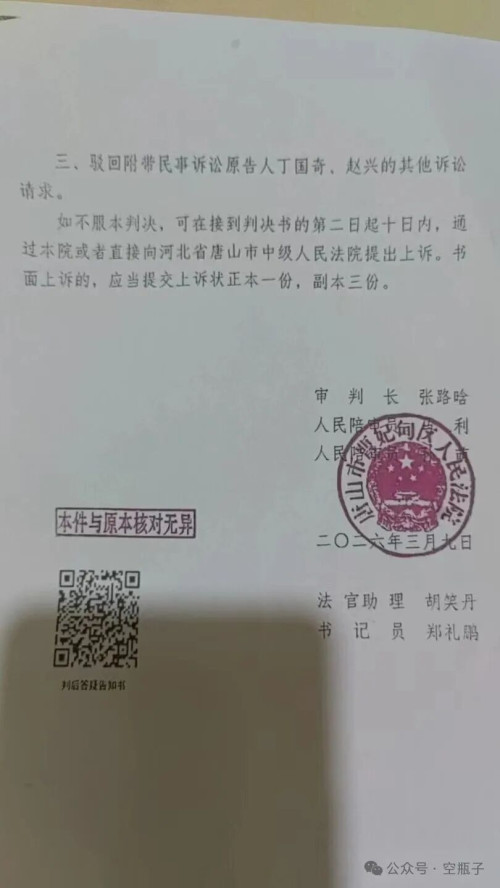 三、驳回附带民事诉讼原告人丁国奇、赵兴的其他诉讼
请求。
如不服本判决，可在接到判决书的第二日起十日内，通
过本院或者直接向河北省唐山市中级人民法院提出上诉。书
面上诉的，应当提交上诉状正本一份，副本三份。
审 判 长 张路晗
人民陪审员 利
人民陪审员
唐山市曹妃甸区人民法院
二〇二六年三月九日
本件与原本核对无异
法 官 助 理 胡笑丹
书 记 员 郑礼鹏
判后答疑告知书
公众号·空瓶子